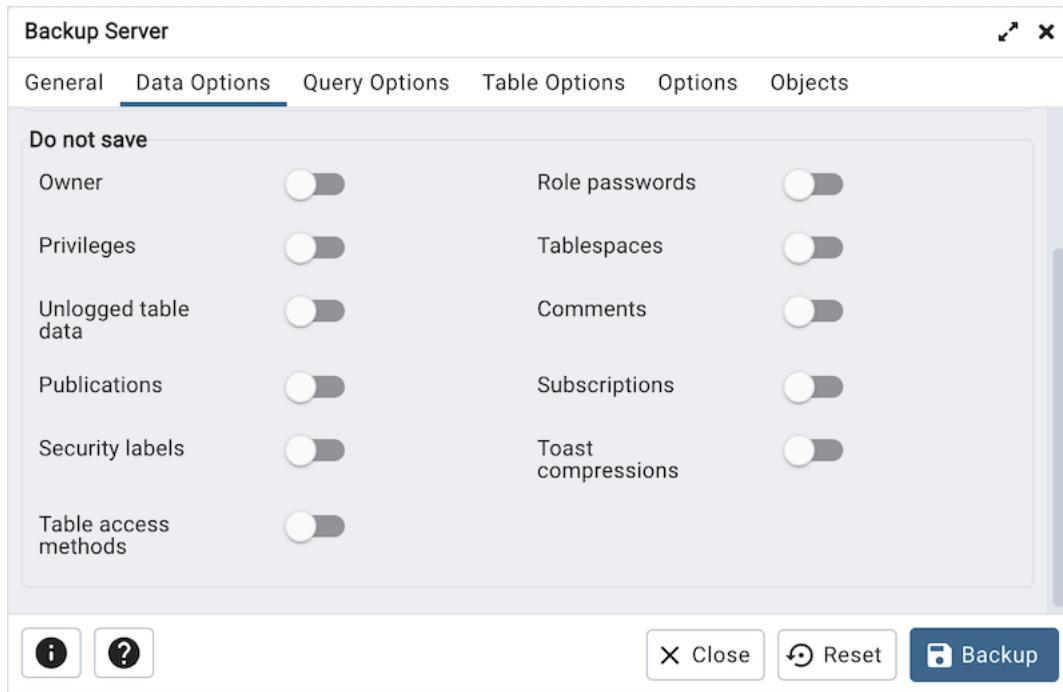 Backup Server
General Data Options Query Options Table Options Options Objects
Do not save
Owner
Role passwords
Privileges
Tablespaces
Unlogged table
data
Comments
Publications
Subscriptions
Security labels
Toast
compressions
Table access
methods
Close Reset Backup